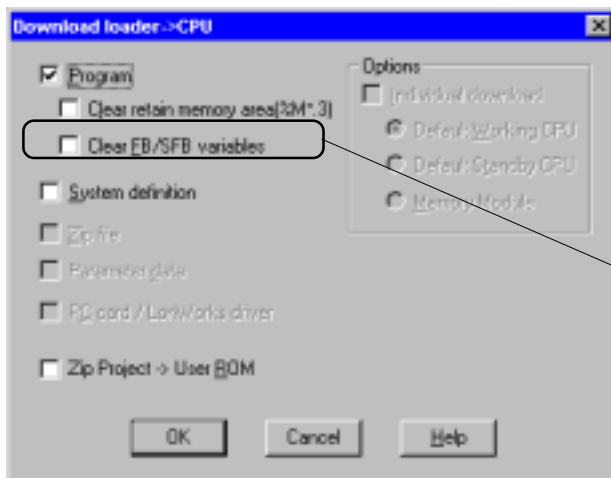 Download loader->CPU
Program
Clear retain memory area(%M*.3)
Clear FB/SFB variables
System definition
Zip file
Parameter data
PC card / LonWorks driver
Zip Project -> User ROM
Options
Individual download
Default Working CPU
Default Standby CPU
Memory Module
OK Cancel Help